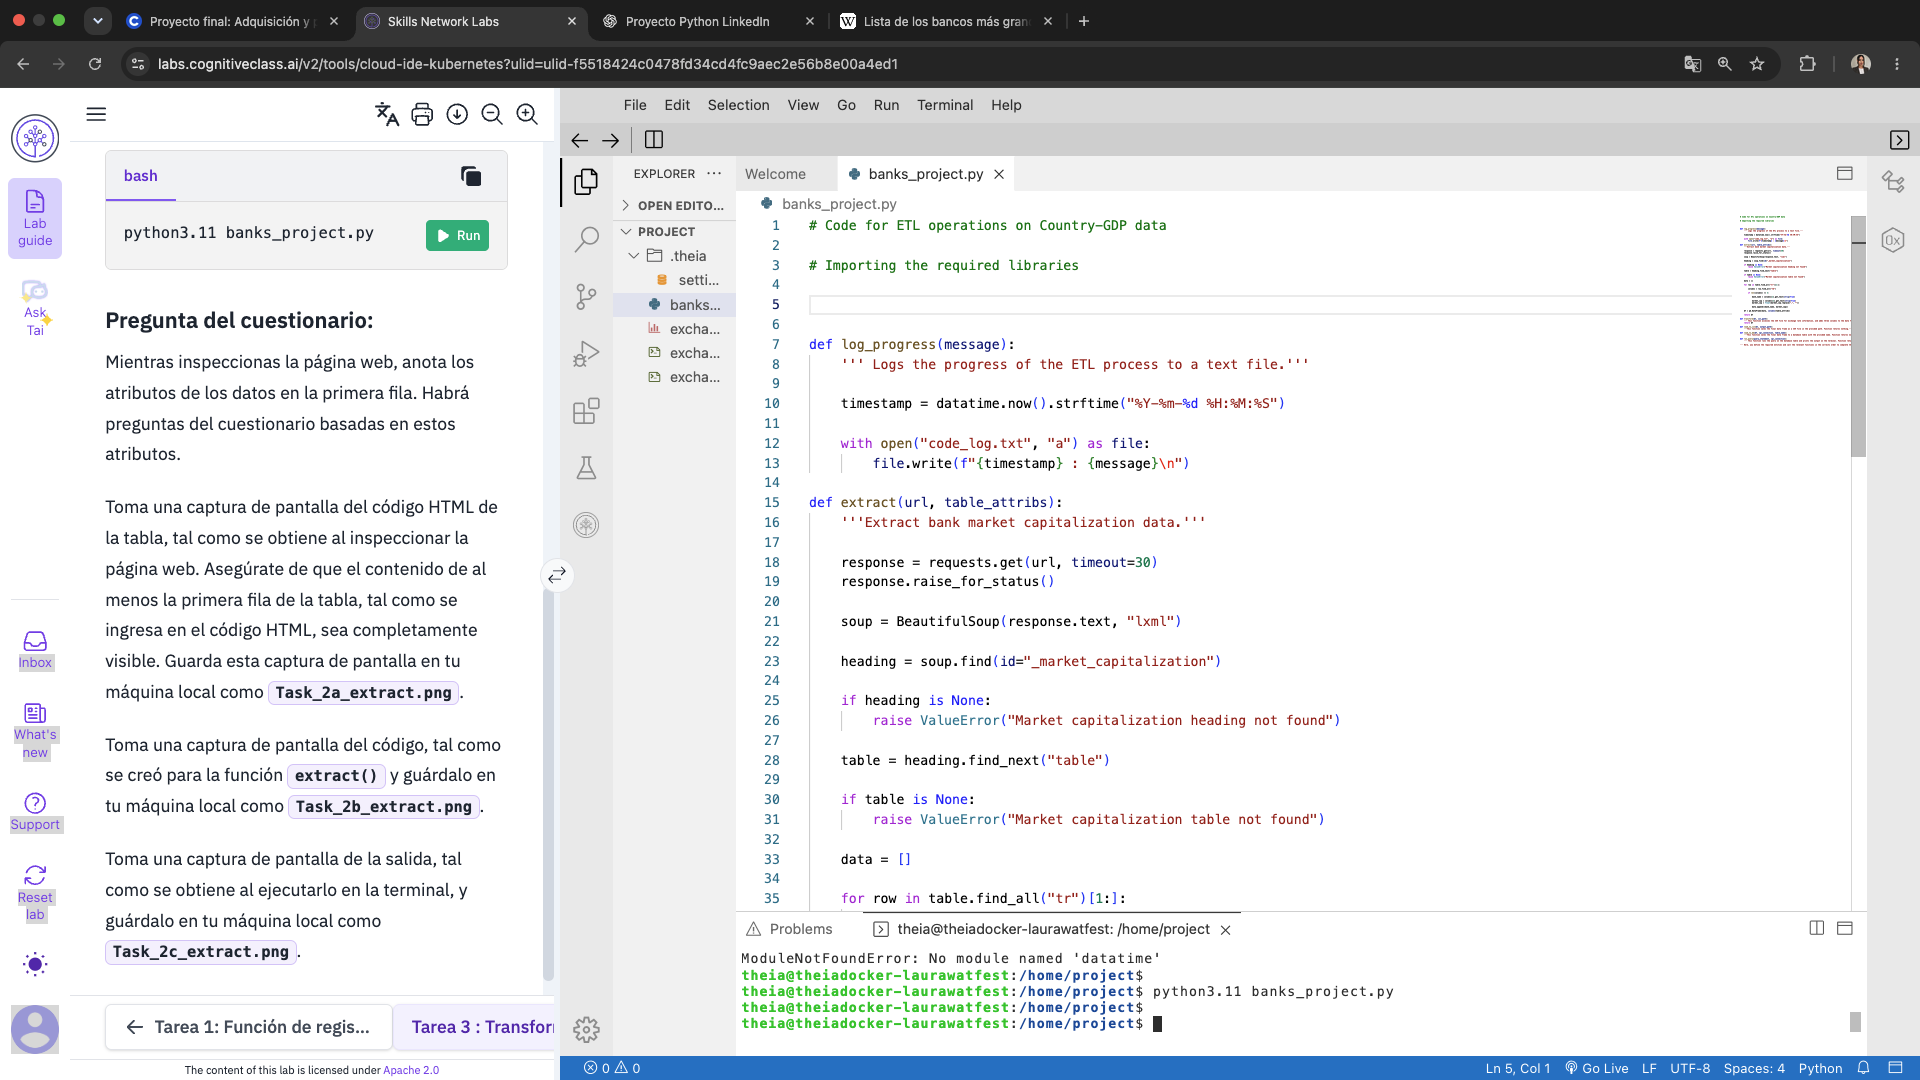 Proyecto final: Adquisición y p
Skills Network Labs
Proyecto Python LinkedIn
Lista de los bancos más gran
labs.cognitiveclass.ai/v2/tools/cloud-ide-kubernetes?ulid=ulid-f5518424c0478fd34cd4fc9aec2e56b8e00a4ed1
Lab guide
Ask Tai
Inbox
What's new
Support
Reset lab
bash
python3.11 banks_project.py
Run
Pregunta del cuestionario:
Mientras inspeccionas la página web, anota los
atributos de los datos en la primera fila. Habrá
preguntas del cuestionario basadas en estos
atributos.
Toma una captura de pantalla del código HTML de
la tabla, tal como se obtiene al inspeccionar la
página web. Asegúrate de que el contenido de al
menos la primera fila de la tabla, tal como se
ingresa en el código HTML, sea completamente
visible. Guarda esta captura de pantalla en tu
máquina local como Task_2a_extract.png.
Toma una captura de pantalla del código, tal como
se creó para la función extract() y guárdalo en
tu máquina local como Task_2b_extract.png.
Toma una captura de pantalla de la salida, tal
como se obtiene al ejecutarlo en la terminal, y
guárdalo en tu máquina local como
Task_2c_extract.png.
Tarea 1: Función de regis...
Tarea 3 : Transfor
The content of this lab is licensed under Apache 2.0
File Edit Selection View Go Run Terminal Help
EXPLORER
OPEN EDITO...
PROJECT
.theia
setti...
banks...
excha...
excha...
excha...
Welcome
banks_project.py
banks_project.py
1 # Code for ETL operations on Country-GDP data
2
3 # Importing the required libraries
4
5
6
7 def log_progress(message):
8 ''' Logs the progress of the ETL process to a text file.'''
9
10 timestamp = datatime.now().strftime("%Y-%m-%d %H:%M:%S")
11
12 with open("code_log.txt", "a") as file:
13 file.write(f"{timestamp} : {message}\n")
14
15 def extract(url, table_attribs):
16 '''Extract bank market capitalization data.'''
17
18 response = requests.get(url, timeout=30)
19 response.raise_for_status()
20
21 soup = BeautifulSoup(response.text, "lxml")
22
23 heading = soup.find(id="_market_capitalization")
24
25 if heading is None:
26 raise ValueError("Market capitalization heading not found")
27
28 table = heading.find_next("table")
29
30 if table is None:
31 raise ValueError("Market capitalization table not found")
32
33 data = []
34
35 for row in table.find_all("tr")[1:]:
Problems
theia@theiadocker-laurawatfest: /home/project
ModuleNotFoundError: No module named 'datatime'
theia@theiadocker-laurawatfest:/home/project$
theia@theiadocker-laurawatfest:/home/project$ python3.11 banks_project.py
theia@theiadocker-laurawatfest:/home/project$
theia@theiadocker-laurawatfest:/home/project$
0 0
Ln 5, Col 1 Go Live LF UTF-8 Spaces: 4 Python